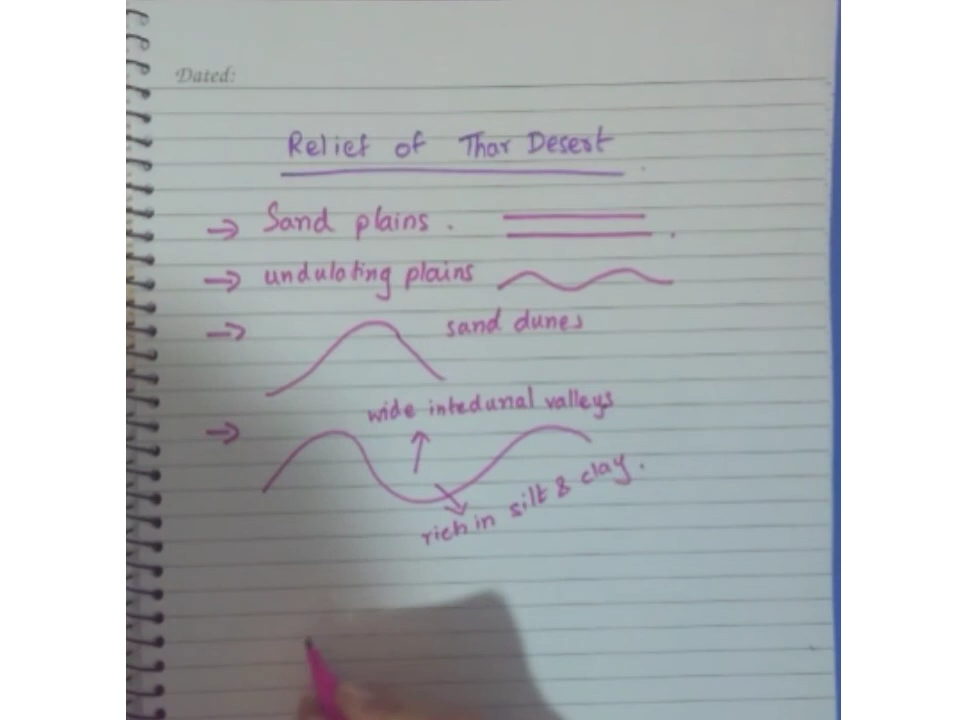 Dated:
Relief of Thar Desert
→ Sand plains.
→ undulating plains
→ sand dunes
wide intedunal valleys
→
rich in silt & clay.